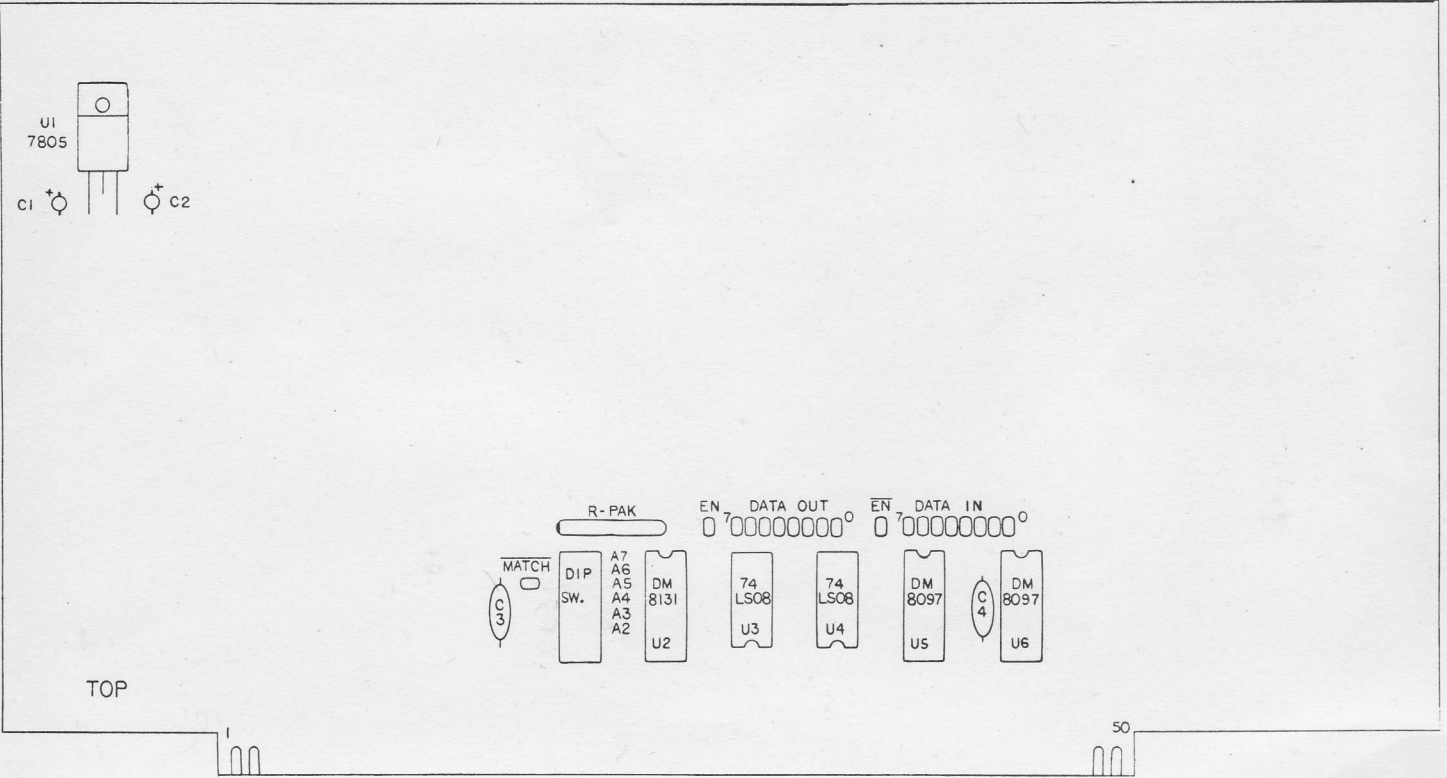 U1
7805
C1 + + C2
R-PAK
EN 7 DATA OUT 0
EN 7 DATA IN 0
MATCH
C3
DIP
SW.
A7
A6
A5
A4
A3
A2
DM
8131
U2
74
LS08
U3
74
LS08
U4
DM
8097
U5
C4
DM
8097
U6
TOP
1
50